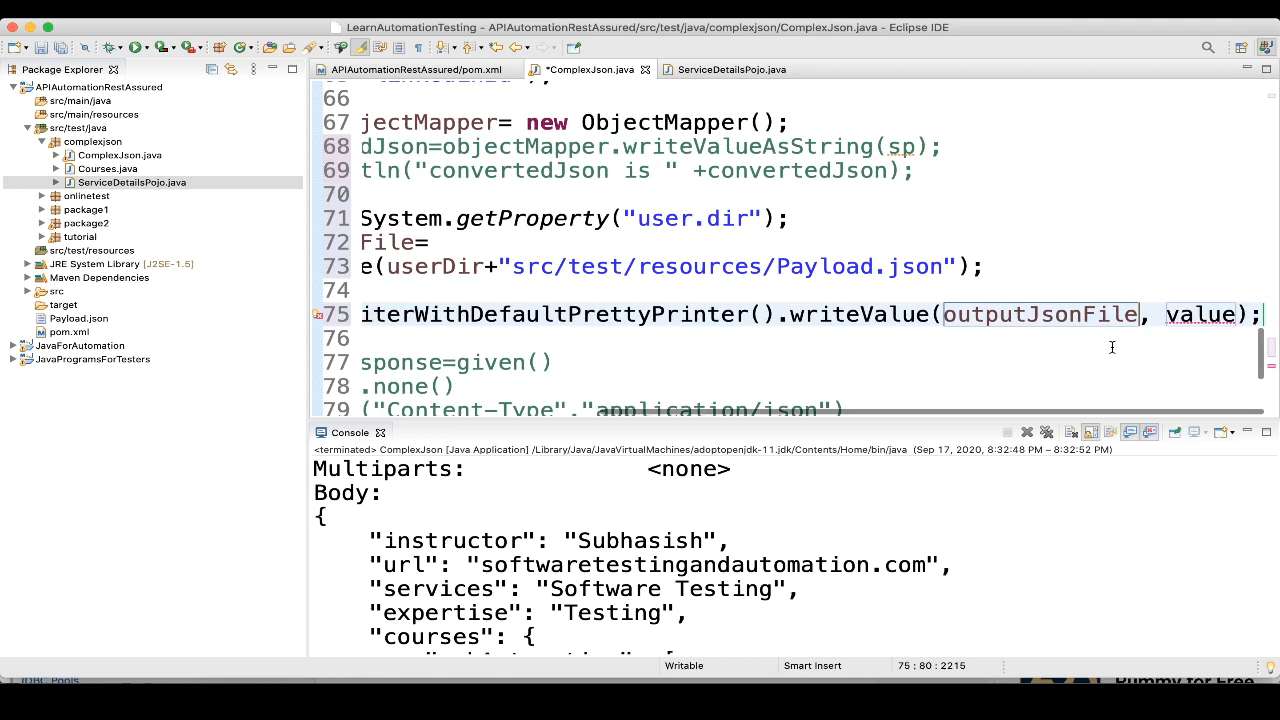 LearnAutomationTesting - APIAutomationRestAssured/src/test/java/complexjson/ComplexJson.java - Eclipse IDE
Package Explorer
APIAutomationRestAssured/pom.xml
*ComplexJson.java
ServiceDetailsPojo.java
APIAutomationRestAssured
src/main/java
src/main/resources
src/test/java
complexjson
ComplexJson.java
Courses.java
ServiceDetailsPojo.java
onlinetest
package1
package2
tutorial
src/test/resources
JRE System Library [J2SE-1.5]
Maven Dependencies
src
target
Payload.json
pom.xml
JavaForAutomation
JavaProgramsForTesters
66
67 jectMapper= new ObjectMapper();
68 dJson=objectMapper.writeValueAsString(sp);
69 tln("convertedJson is " +convertedJson);
70
71 System.getProperty("user.dir");
72 File=
73 e(userDir+"src/test/resources/Payload.json");
74
75 iterWithDefaultPrettyPrinter().writeValue(outputJsonFile, value);
76
77 sponse=given()
78 .none()
79 ("Content-Type","application/json")
Console
<terminated> ComplexJson [Java Application] /Library/Java/JavaVirtualMachines/adoptopenjdk-11.jdk/Contents/Home/bin/java (Sep 17, 2020, 8:32:48 PM – 8:32:52 PM)
Multiparts: <none>
Body:
{
"instructor": "Subhasish",
"url": "softwaretestingandautomation.com",
"services": "Software Testing",
"expertise": "Testing",
"courses": {
Writable
Smart Insert
75 : 80 : 2215
JDBC Pools
Rummy for Free